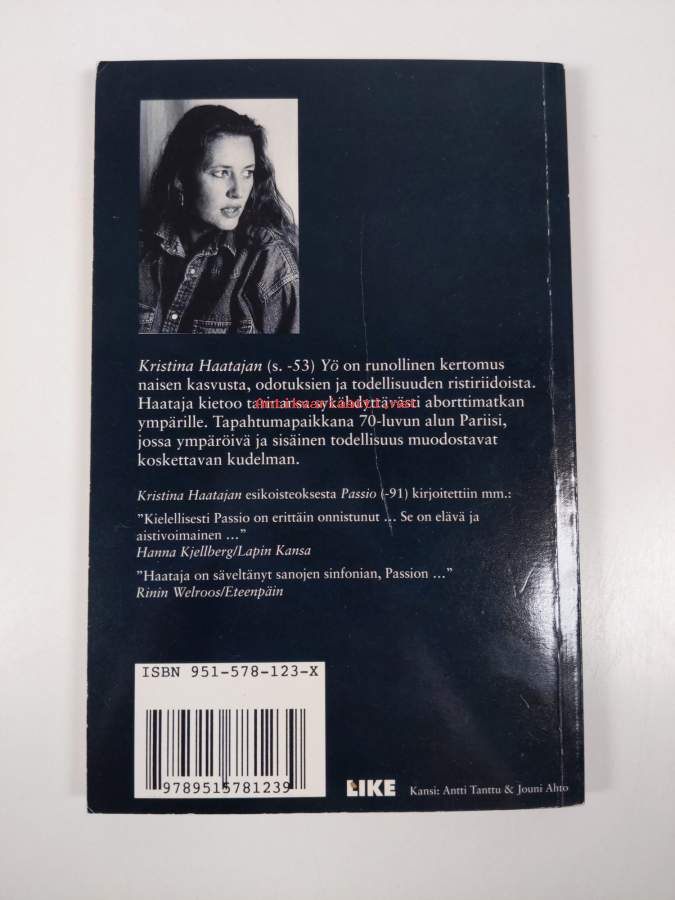 Kristina Haatajan (s. -53) Yö on runollinen kertomus
naisen kasvusta, odotuksien ja todellisuuden ristiriidoista.
Haataja kietoo tarinansa sykähdyttävästi aborttimatkan
ympärille. Tapahtumapaikkana 70-luvun alun Pariisi,
jossa ympäröivä ja sisäinen todellisuus muodostavat
koskettavan kudelman.
Kristina Haatajan esikoisteoksesta Passio (-91) kirjoitettiin mm.:
”Kielellisesti Passio on erittäin onnistunut ... Se on elävä ja
aistivoimainen ...”
Hanna Kjellberg/Lapin Kansa
”Haataja on säveltänyt sanojen sinfonian, Passion ...”
Rinin Welroos/Eteenpäin
ISBN 951-578-123-X
9789515781239
LIKE
Kansi: Antti Tanttu & Jouni Ahto